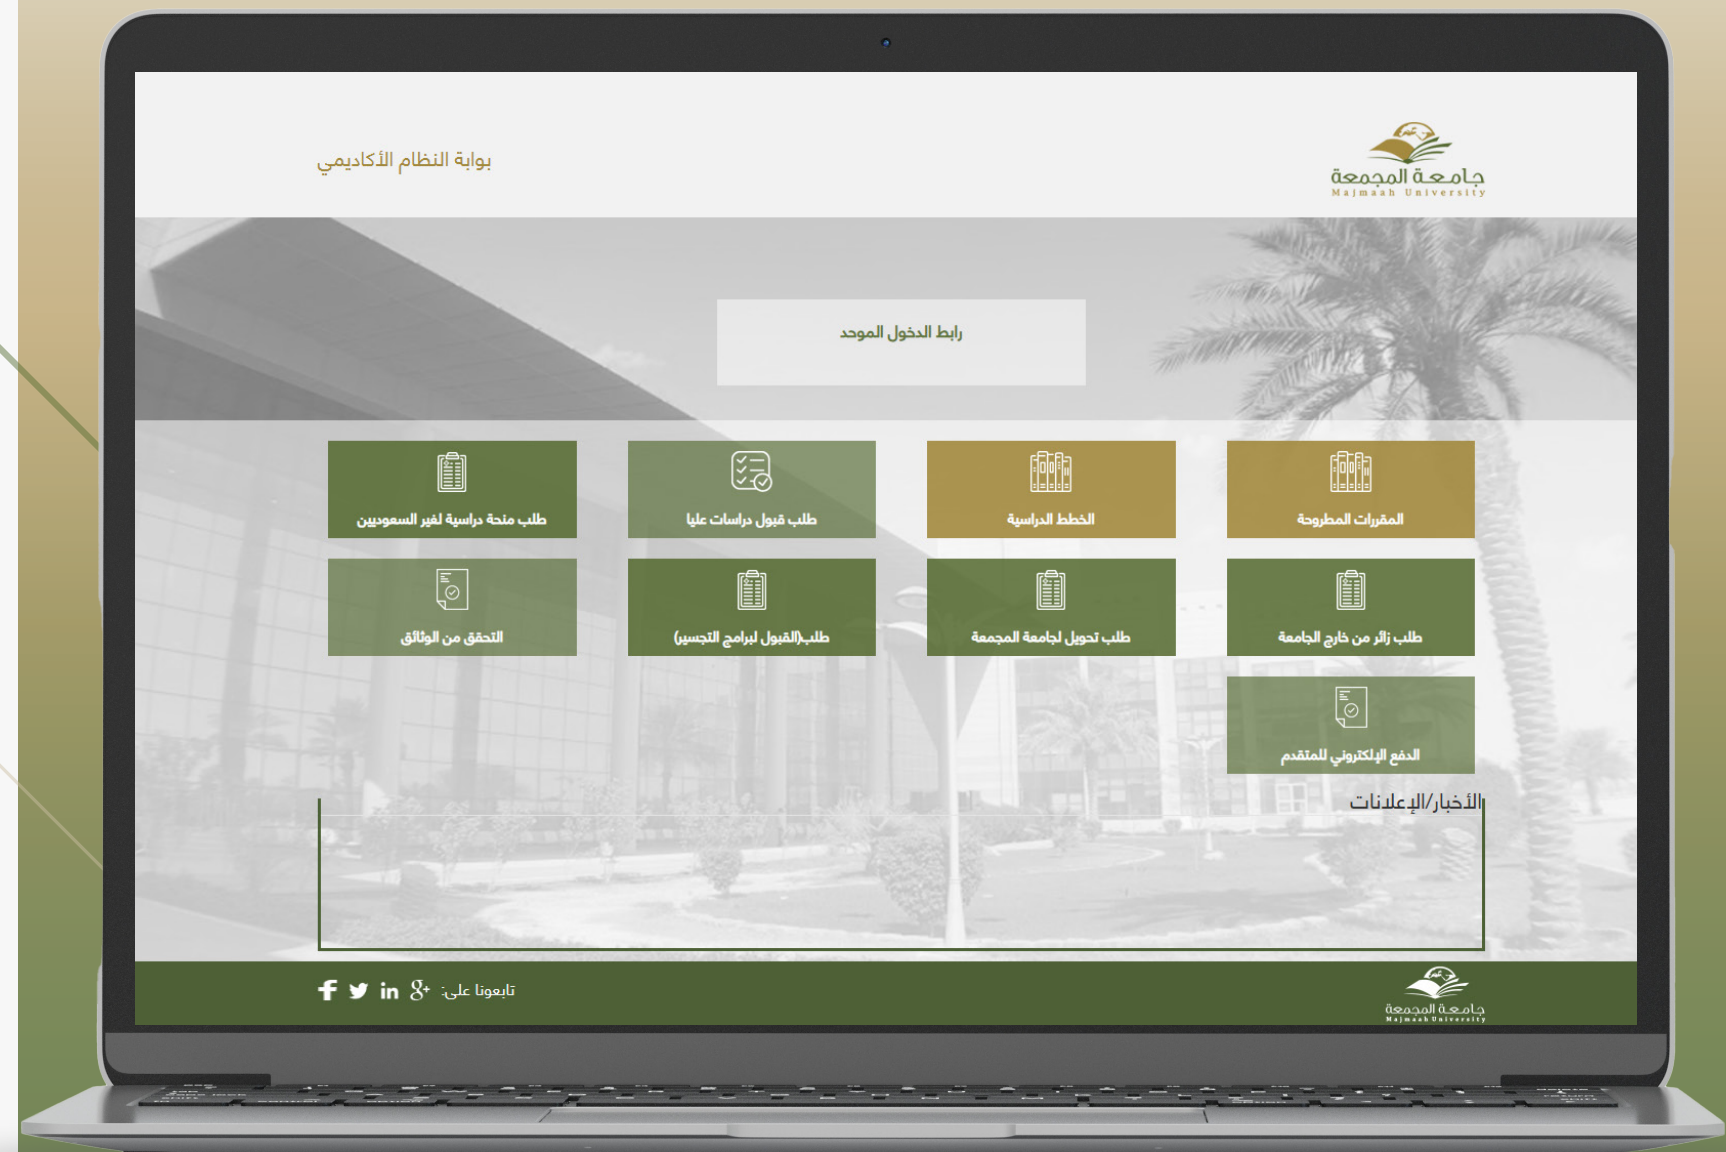 جامعة المجمعة
Majmaah University
بوابة النظام الأكاديمي
رابط الدخول الموحد
المقررات المطروحة
الخطط الدراسية
طلب قبول دراسات عليا
طلب منحة دراسية لغير السعوديين
طلب زائر من خارج الجامعة
طلب تحويل لجامعة المجمعة
طلب(القبول لبرامج التجسير)
التحقق من الوثائق
الدفع الإلكتروني للمتقدم
الأخبار/الإعلانات
جامعة المجمعة
Majmaah University
تابعونا على: